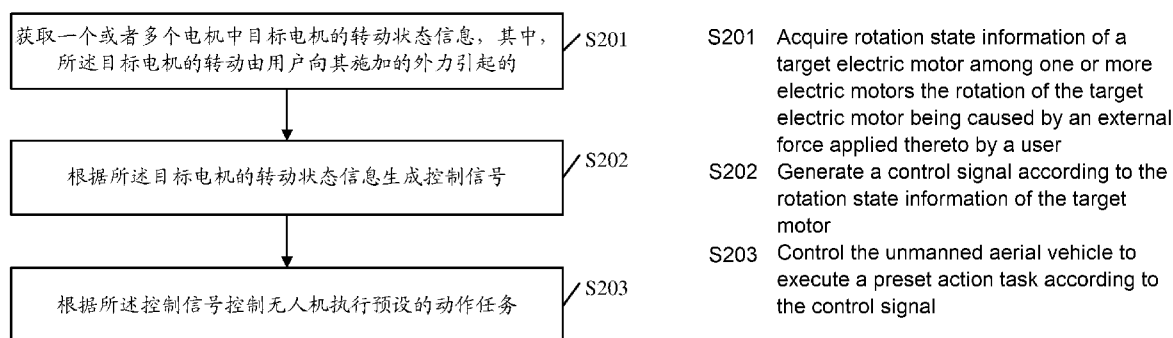 获取一个或者多个电机中目标电机的转动状态信息，其中，
所述目标电机的转动由用户向其施加的外力引起的
S201
根据所述目标电机的转动状态信息生成控制信号
S202
根据所述控制信号控制无人机执行预设的动作任务
S203
S201 Acquire rotation state information of a
target electric motor among one or more
electric motors the rotation of the target
electric motor being caused by an external
force applied thereto by a user
S202 Generate a control signal according to the
rotation state information of the target
motor
S203 Control the unmanned aerial vehicle to
execute a preset action task according to
the control signal